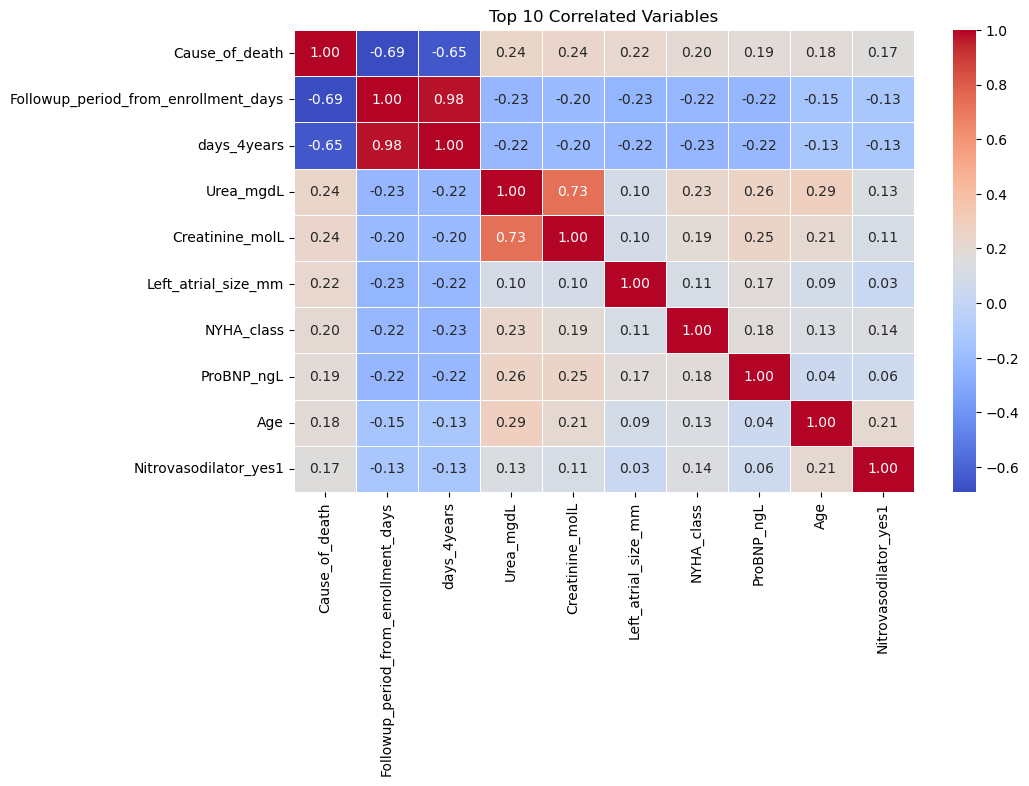 Top 10 Correlated Variables
Cause_of_death 1.00 -0.69 -0.65 0.24 0.24 0.22 0.20 0.19 0.18 0.17
Followup_period_from_enrollment_days -0.69 1.00 0.98 -0.23 -0.20 -0.23 -0.22 -0.22 -0.15 -0.13
days_4years -0.65 0.98 1.00 -0.22 -0.20 -0.22 -0.23 -0.22 -0.13 -0.13
Urea_mgdL 0.24 -0.23 -0.22 1.00 0.73 0.10 0.23 0.26 0.29 0.13
Creatinine_molL 0.24 -0.20 -0.20 0.73 1.00 0.10 0.19 0.25 0.21 0.11
Left_atrial_size_mm 0.22 -0.23 -0.22 0.10 0.10 1.00 0.11 0.17 0.09 0.03
NYHA_class 0.20 -0.22 -0.23 0.23 0.19 0.11 1.00 0.18 0.13 0.14
ProBNP_ngL 0.19 -0.22 -0.22 0.26 0.25 0.17 0.18 1.00 0.04 0.06
Age 0.18 -0.15 -0.13 0.29 0.21 0.09 0.13 0.04 1.00 0.21
Nitrovasodilator_yes1 0.17 -0.13 -0.13 0.13 0.11 0.03 0.14 0.06 0.21 1.00
Cause_of_death
Followup_period_from_enrollment_days
days_4years
Urea_mgdL
Creatinine_molL
Left_atrial_size_mm
NYHA_class
ProBNP_ngL
Age
Nitrovasodilator_yes1
1.0
0.8
0.6
0.4
0.2
0.0
−0.2
−0.4
−0.6